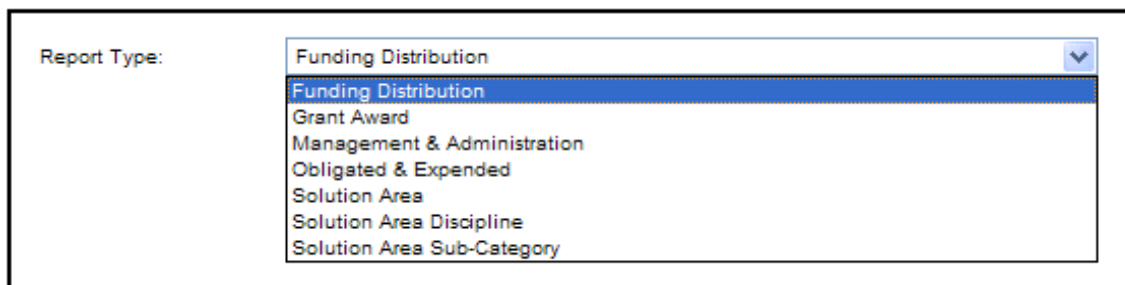 Report Type: Funding Distribution
Funding Distribution
Grant Award
Management & Administration
Obligated & Expended
Solution Area
Solution Area Discipline
Solution Area Sub-Category